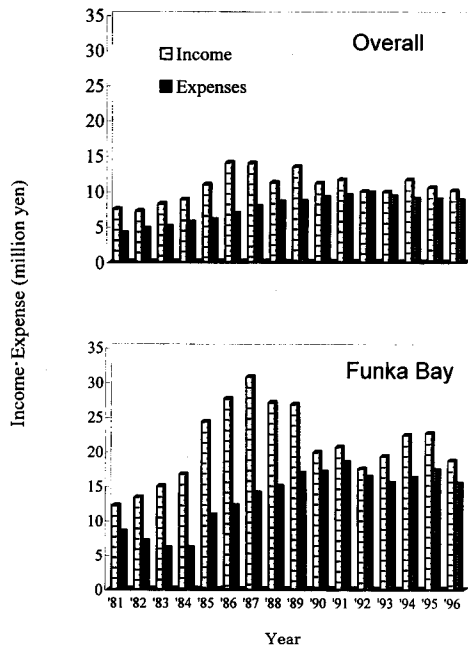 Overall
Income
Expenses
35
30
25
20
15
10
5
0
Income·Expense (million yen)
Funka Bay
35
30
25
20
15
10
5
0
'81 '82 '83 '84 '85 '86 '87 '88 '89 '90 '91 '92 '93 '94 '95 '96
Year